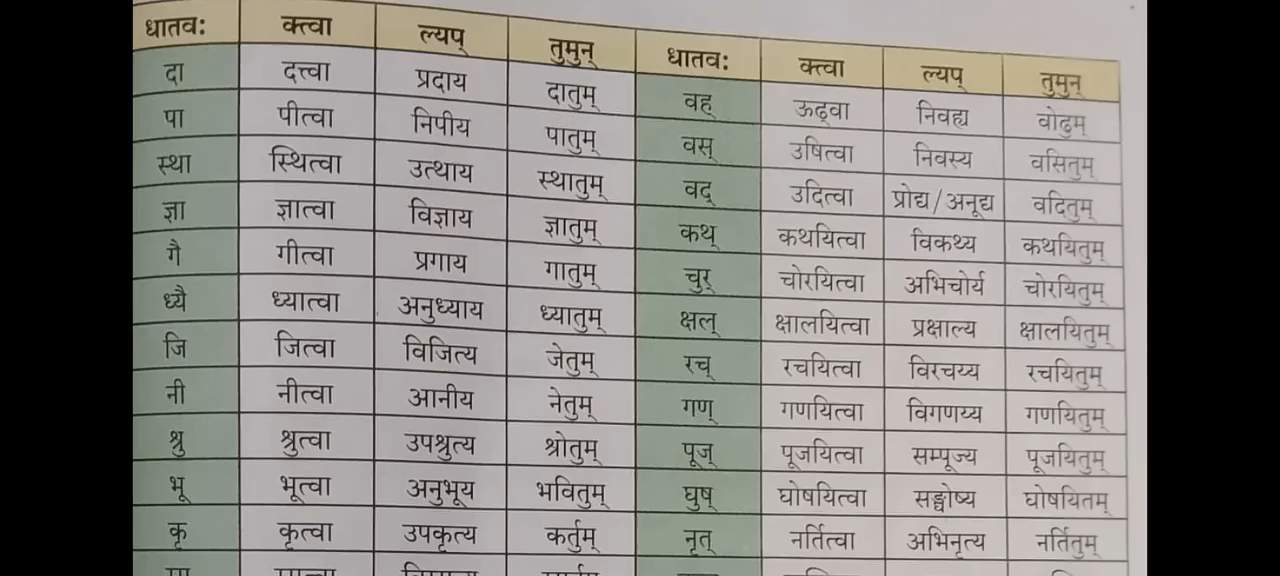 धातवः क्त्वा ल्यप् तुमुन् धातवः क्त्वा ल्यप् तुमुन्
दा दत्त्वा प्रदाय दातुम् वह् ऊढ्वा निवह्य वोढुम्
पा पीत्वा निपीय पातुम् वस् उषित्वा निवस्य वसितुम्
स्था स्थित्वा उत्थाय स्थातुम् वद् उदित्वा प्रोद्य/अनूद्य वदितुम्
ज्ञा ज्ञात्वा विज्ञाय ज्ञातुम् कथ् कथयित्वा विकथ्य कथयितुम्
गै गीत्वा प्रगाय गातुम् चुर् चोरयित्वा अभिचोर्य चोरयितुम्
ध्यै ध्यात्वा अनुध्याय ध्यातुम् क्षल् क्षालयित्वा प्रक्षाल्य क्षालयितुम्
जि जित्वा विजित्य जेतुम् रच् रचयित्वा विरचय्य रचयितुम्
नी नीत्वा आनीय नेतुम् गण् गणयित्वा विगणय्य गणयितुम्
श्रु श्रुत्वा उपश्रुत्य श्रोतुम् पूज् पूजयित्वा सम्पूज्य पूजयितुम्
भू भूत्वा अनुभूय भवितुम् घुष् घोषयित्वा सङ्घोष्य घोषयितम्
कृ कृत्वा उपकृत्य कर्तुम् नृत् नर्तित्वा अभिनृत्य नर्तितुम्